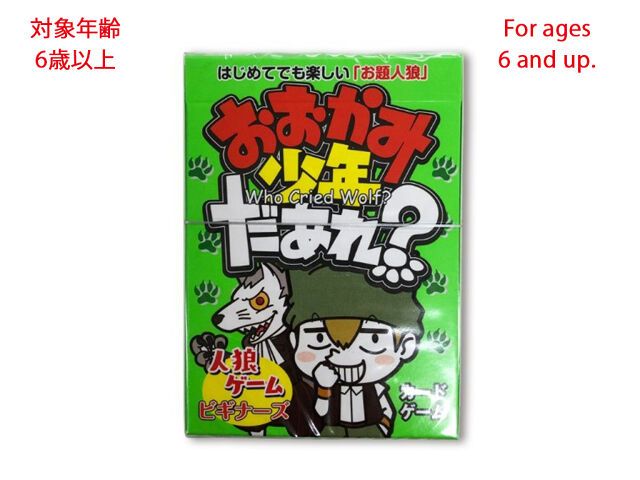 対象年齢
6歳以上
For ages
6 and up.
はじめてでも楽しい「お題人狼」
おおかみ
少年
Who Cried Wolf?
だあれ?
人狼
ゲーム
ビギナーズ
カード
ゲーム